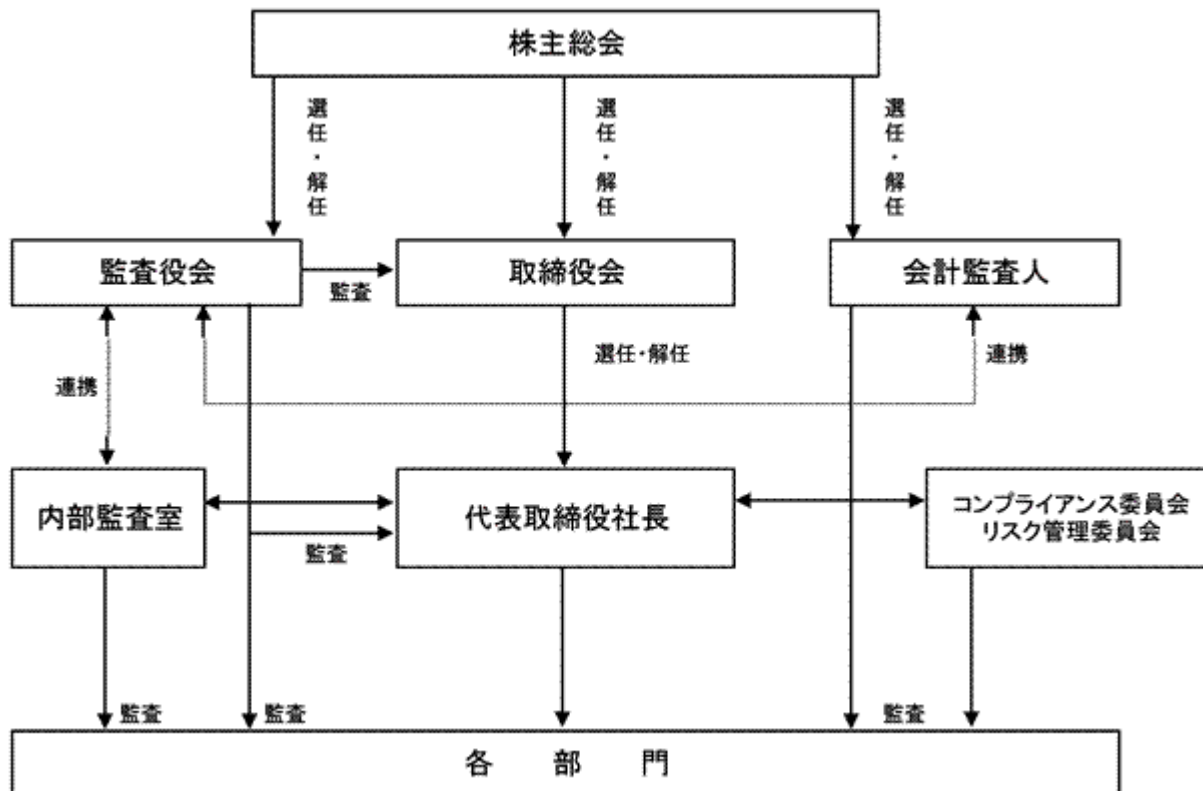 株主総会
選任・解任
選任・解任
選任・解任
監査役会
監査
取締役会
会計監査人
連携
選任・解任
連携
内部監査室
監査
代表取締役社長
コンプライアンス委員会
リスク管理委員会
監査
監査
監査
各部門